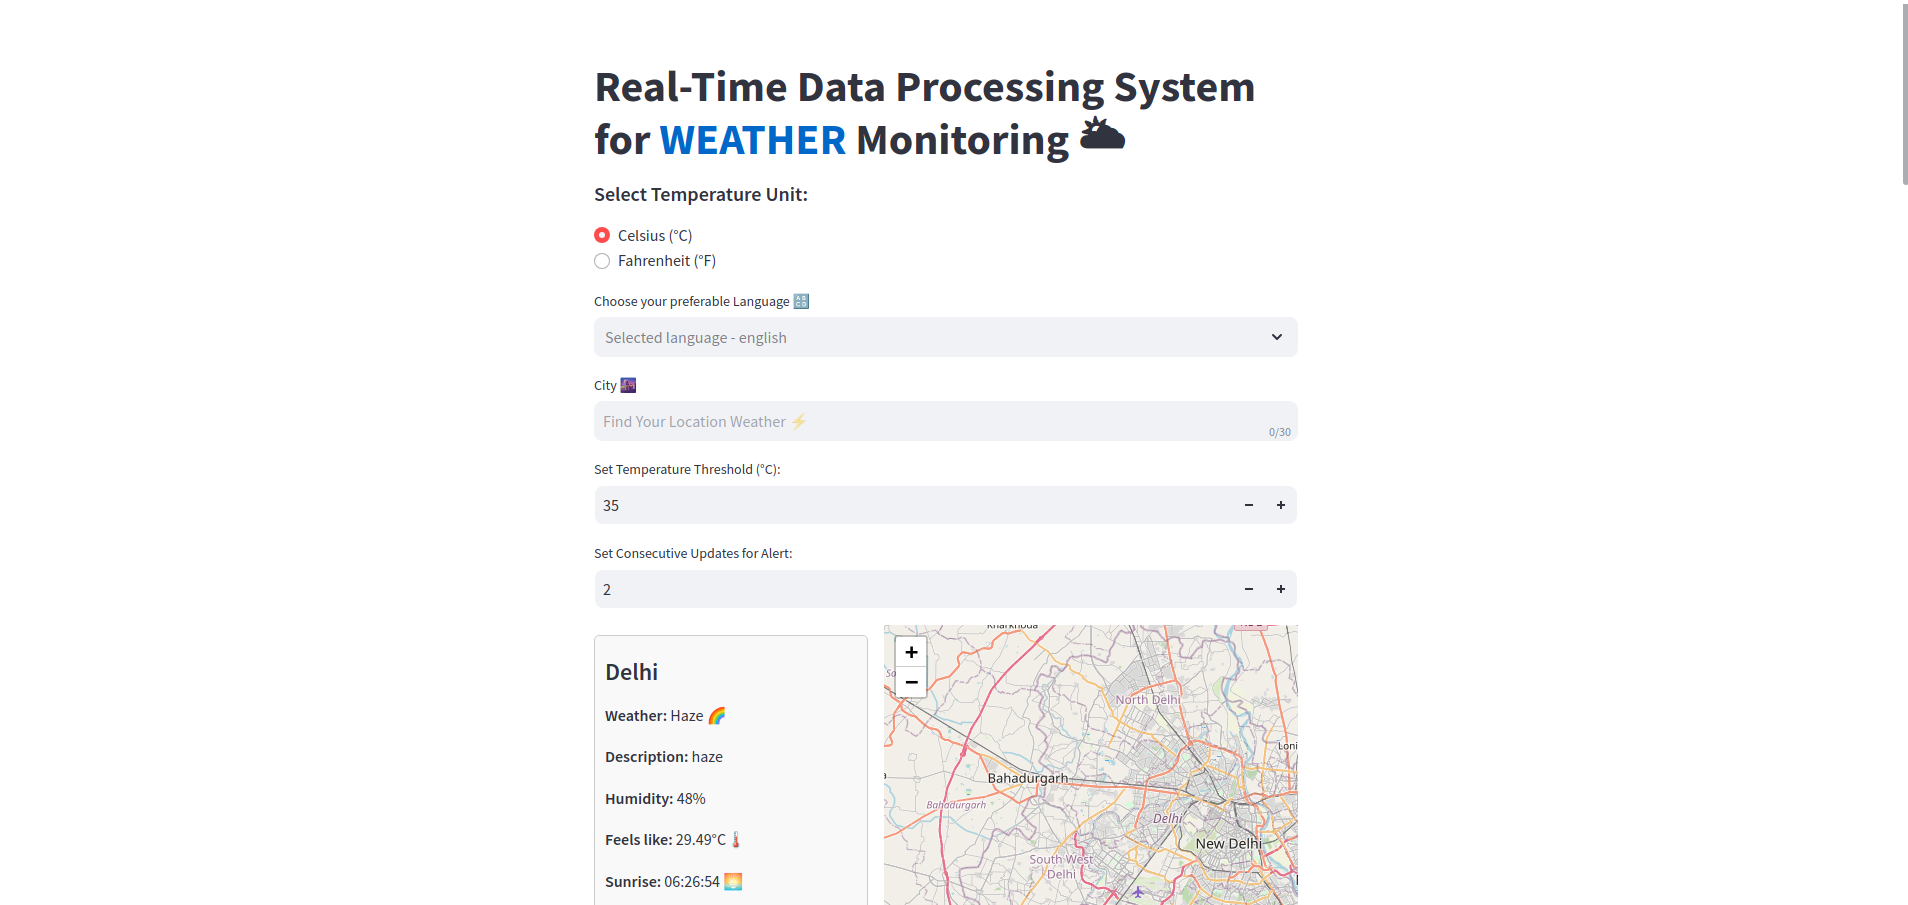 Real-Time Data Processing System
for WEATHER Monitoring 🌥
Select Temperature Unit:
Celsius (°C)
Fahrenheit (°F)
Choose your preferable Language 🔠
Selected language - english
City 🌆
Find Your Location Weather ⚡
0/30
Set Temperature Threshold (°C):
35
Set Consecutive Updates for Alert:
2
Delhi
Weather: Haze 🌈
Description: haze
Humidity: 48%
Feels like: 29.49°C 🌡
Sunrise: 06:26:54 🌅
+
−
Kharkhoda
North Delhi
Loni
Bahadurgarh
Bahadurgarh
Delhi
New Delhi
South West
Delhi